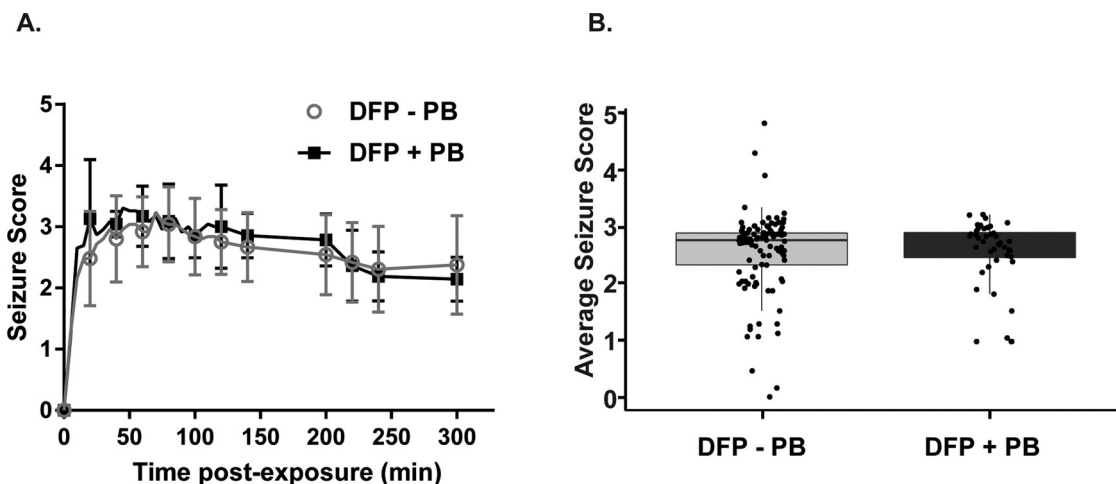 A.
Seizure Score
5
4
3
2
1
0
DFP - PB
DFP + PB
0 50 100 150 200 250 300
Time post-exposure (min)
B.
Average Seizure Score
5
4
3
2
1
0
DFP - PB DFP + PB